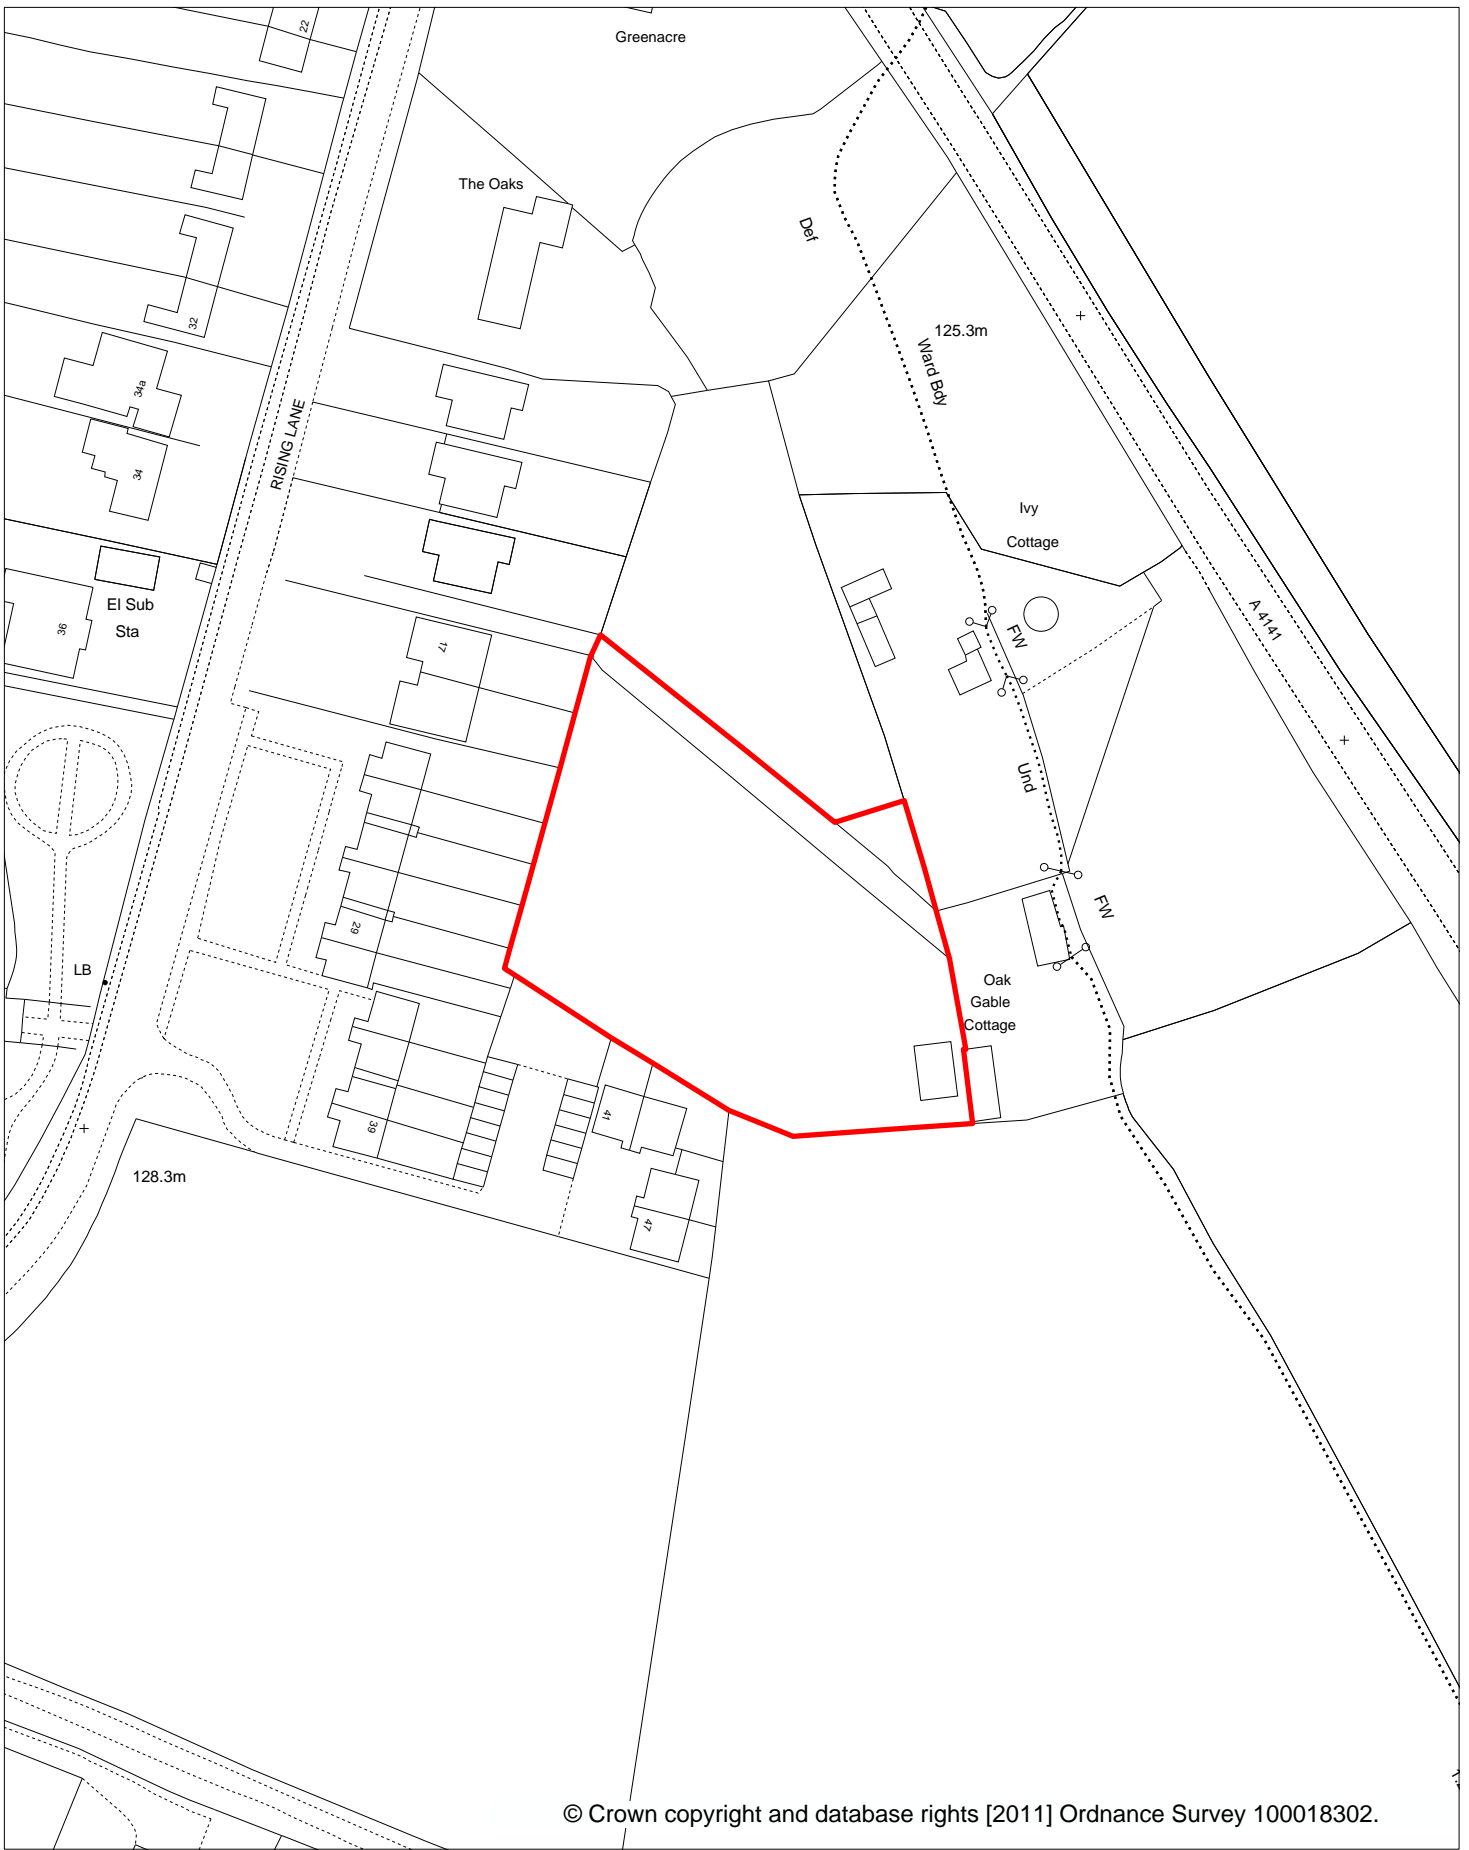 22
Greenacre
The Oaks
Def
32
125.3m
Ward Bdy
34a
RISING LANE
34
Ivy
Cottage
El Sub
Sta
A 4141
36
17
FW
Und
29
FW
LB
Oak
Gable
Cottage
41
39
128.3m
47
© Crown copyright and database rights [2011] Ordnance Survey 100018302.